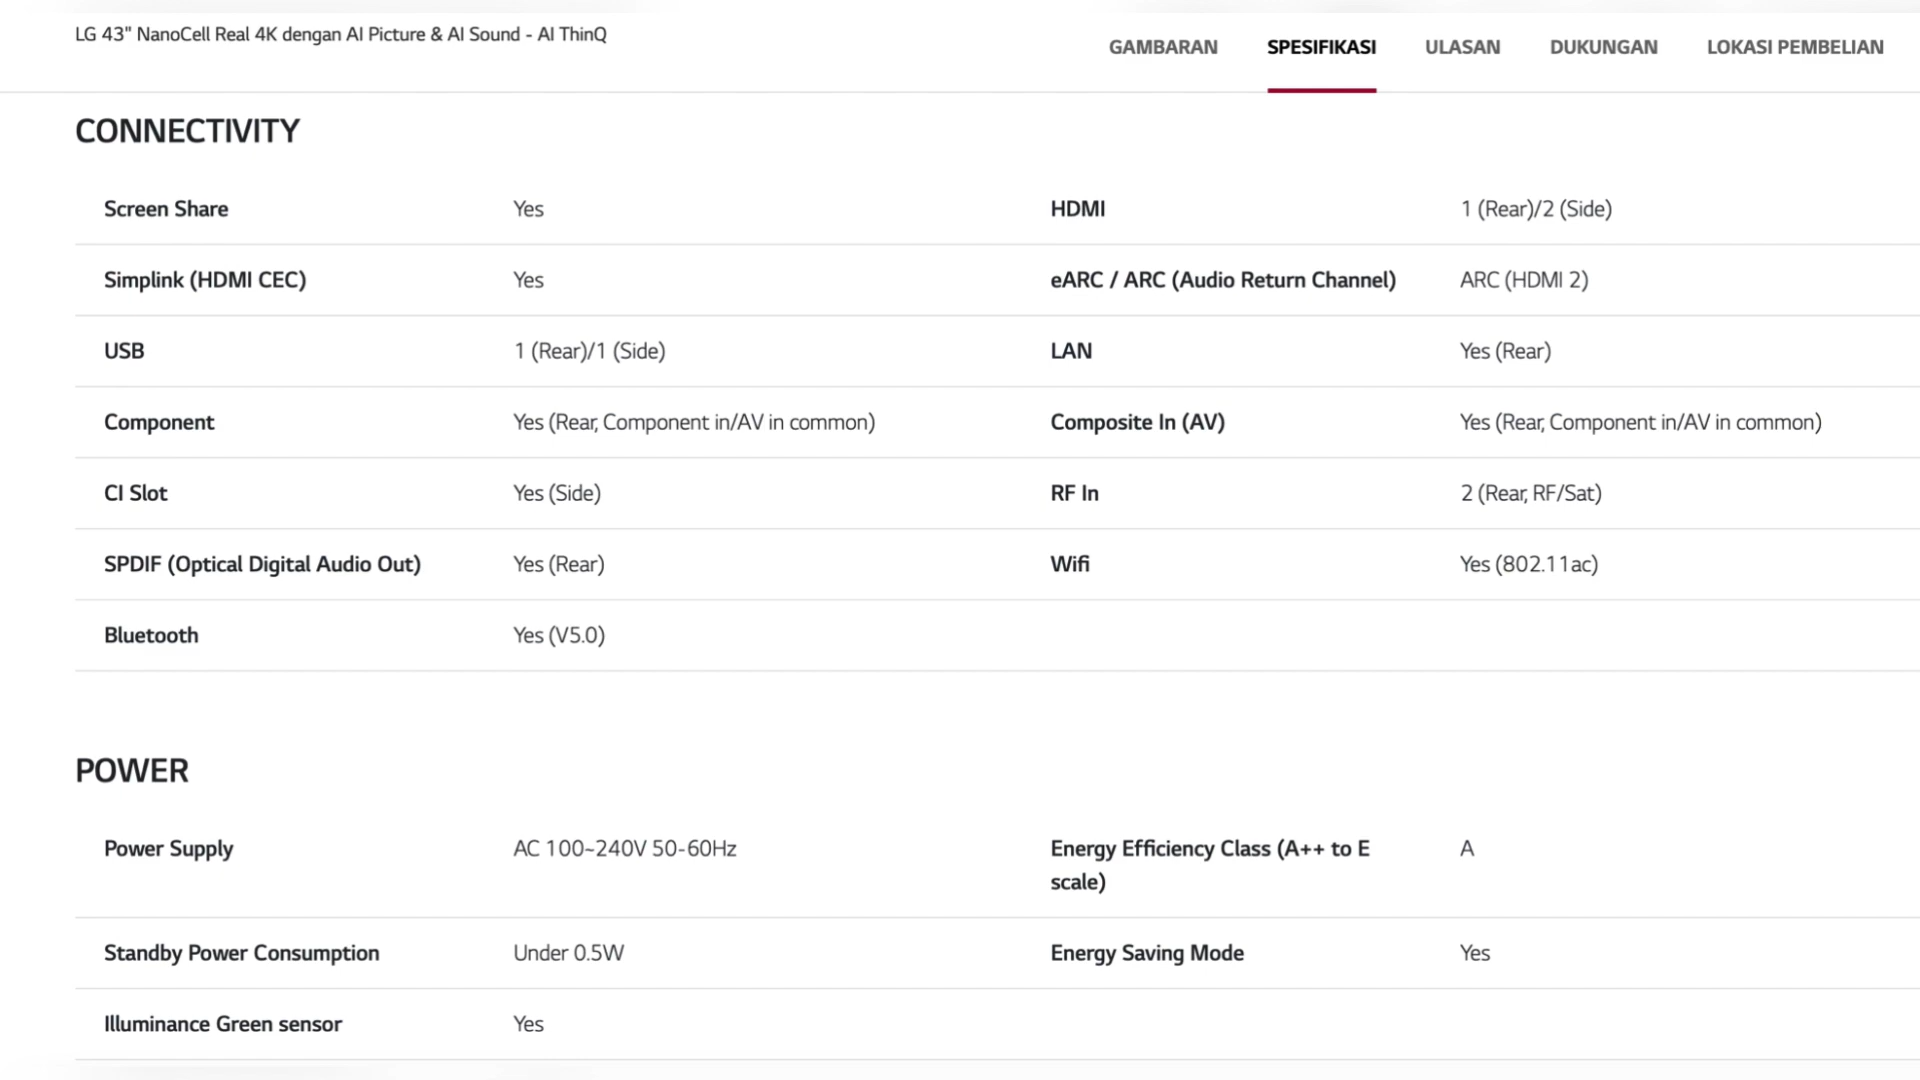 LG 43" NanoCell Real 4K dengan AI Picture & AI Sound - AI ThinQ
GAMBARAN SPESIFIKASI ULASAN DUKUNGAN LOKASI PEMBELIAN
CONNECTIVITY
Screen Share Yes HDMI 1 (Rear)/2 (Side)
Simplink (HDMI CEC) Yes eARC / ARC (Audio Return Channel) ARC (HDMI 2)
USB 1 (Rear)/1 (Side) LAN Yes (Rear)
Component Yes (Rear, Component in/AV in common) Composite In (AV) Yes (Rear, Component in/AV in common)
CI Slot Yes (Side) RF In 2 (Rear, RF/Sat)
SPDIF (Optical Digital Audio Out) Yes (Rear) Wifi Yes (802.11ac)
Bluetooth Yes (V5.0)
POWER
Power Supply AC 100~240V 50-60Hz Energy Efficiency Class (A++ to E A
scale)
Standby Power Consumption Under 0.5W Energy Saving Mode Yes
Illuminance Green sensor Yes